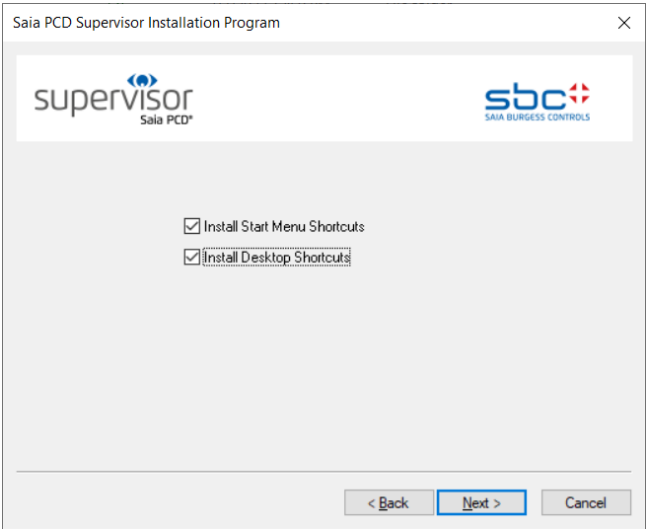 Saia PCD Supervisor Installation Program
supervisor
Saia PCD®
sbc
SAIA BURGESS CONTROLS
Install Start Menu Shortcuts
Install Desktop Shortcuts
< Back
Next >
Cancel